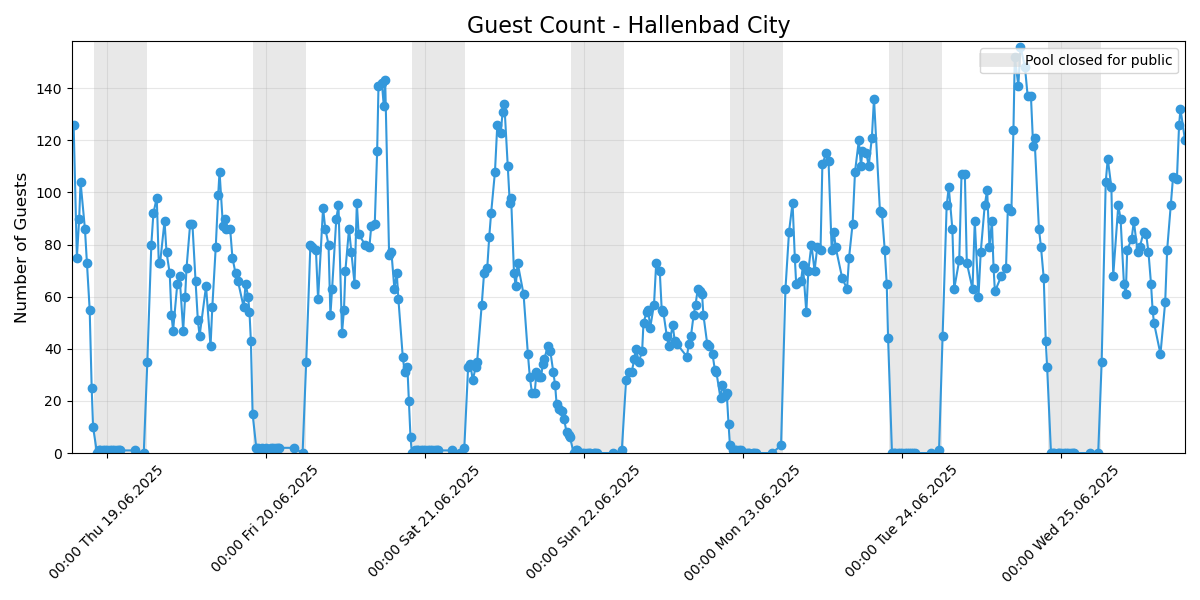 Guest Count - Hallenbad City
Pool closed for public
Number of Guests
140
120
100
80
60
40
20
0
00:00 Thu 19.06.2025
00:00 Fri 20.06.2025
00:00 Sat 21.06.2025
00:00 Sun 22.06.2025
00:00 Mon 23.06.2025
00:00 Tue 24.06.2025
00:00 Wed 25.06.2025